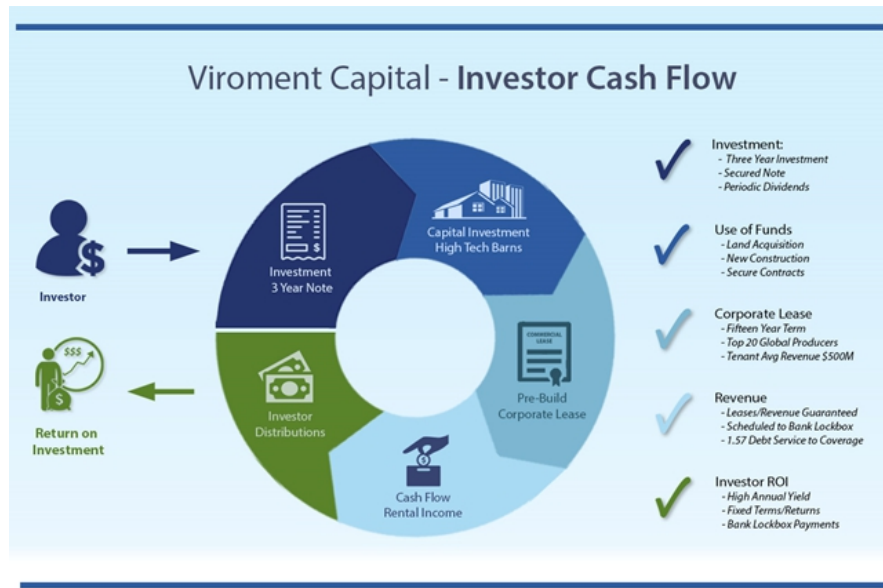 Viroment Capital - Investor Cash Flow
Investor
$$$
$
Return on
Investment
$
Investment
3 Year Note
Capital Investment
High Tech Barns
COMMERCIAL
LEASE
Pre-Build
Corporate Lease
$
Cash Flow
Rental Income
Investor
Distributions
Investment:
- Three Year Investment
- Secured Note
- Periodic Dividends
Use of Funds
- Land Acquisition
- New Construction
- Secure Contracts
Corporate Lease
- Fifteen Year Term
- Top 20 Global Producers
- Tenant Avg Revenue $500M
Revenue
- Leases/Revenue Guaranteed
- Scheduled to Bank Lockbox
- 1.57 Debt Service to Coverage
Investor ROI
- High Annual Yield
- Fixed Terms/Returns
- Bank Lockbox Payments